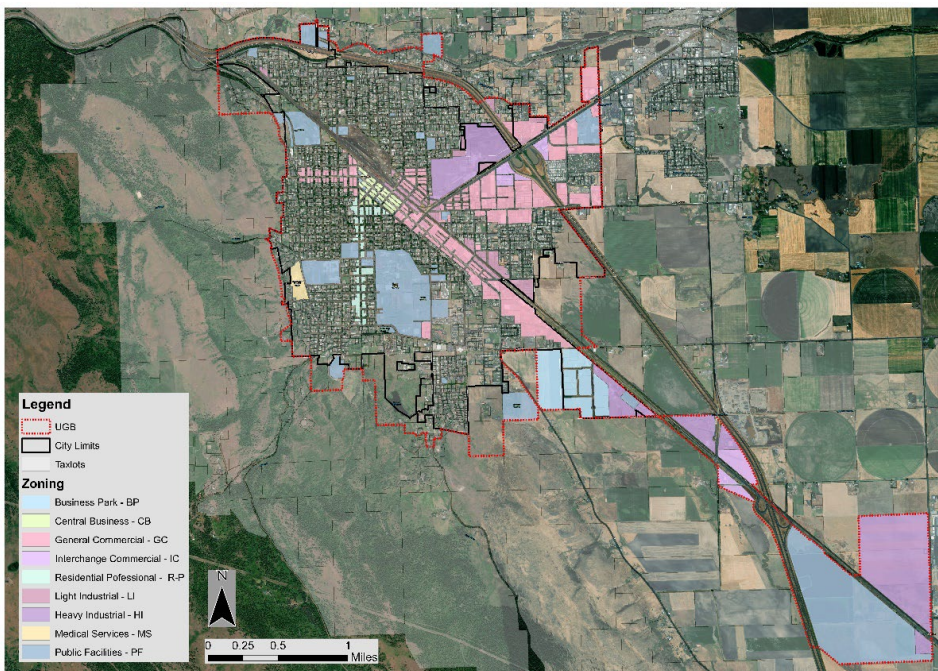 Legend
UGB
City Limits
Taxlots
Zoning
Business Park - BP
Central Business - CB
General Commercial - GC
Interchange Commercial - IC
Residential Pofessional - R-P
Light Industrial - LI
Heavy Industrial - HI
Medical Services - MS
Public Facilities - PF
N
0 0.25 0.5 1
Miles